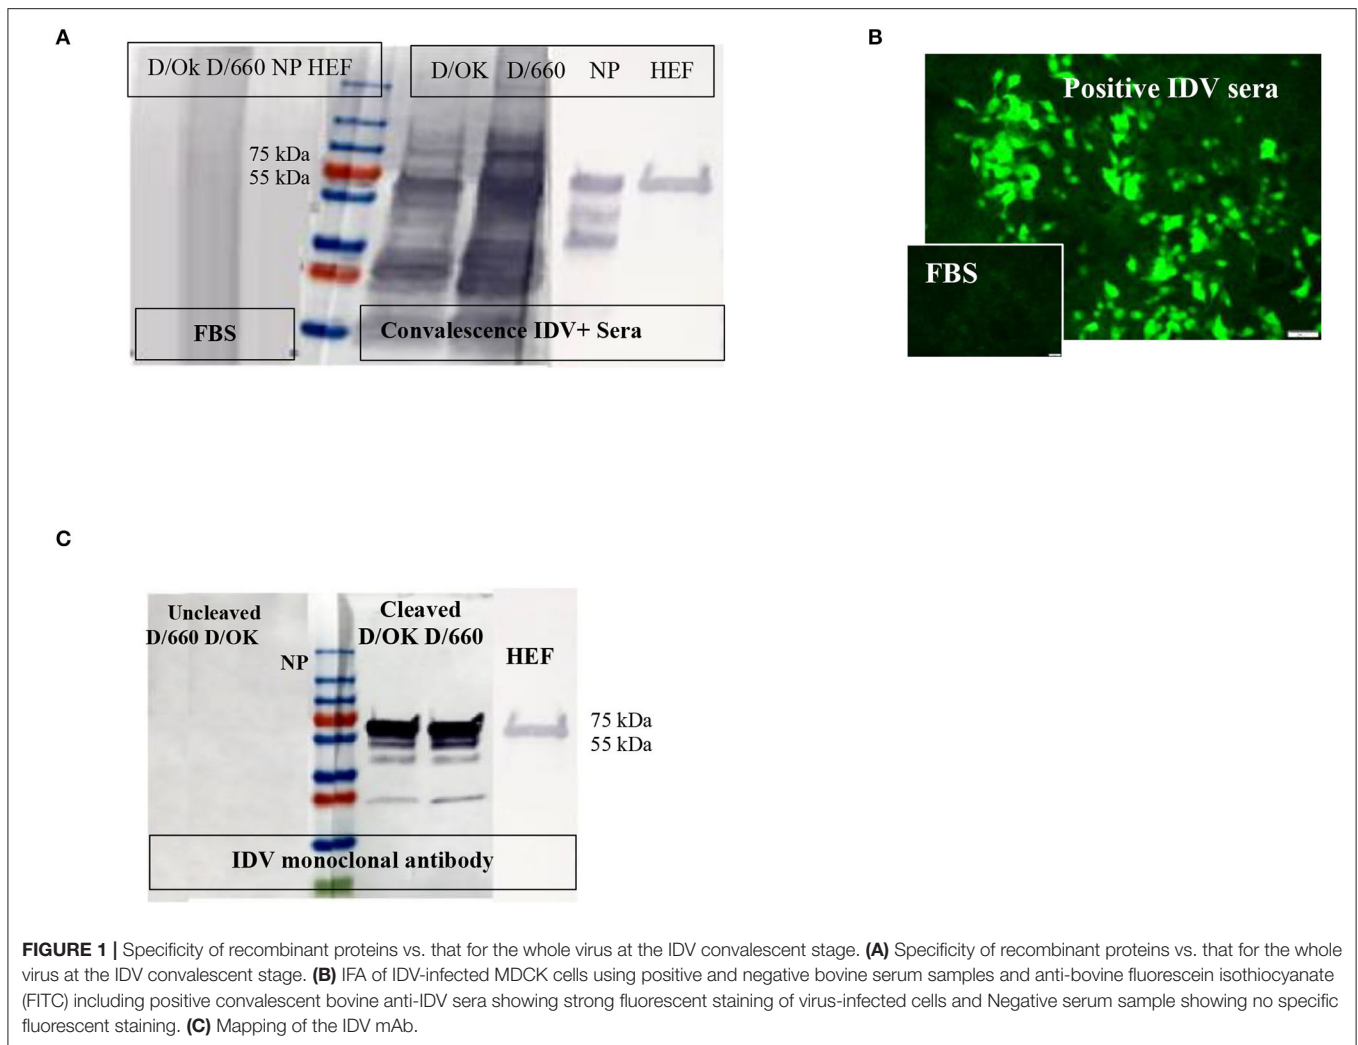 A
D/Ok D/660 NP HEF
D/OK D/660 NP HEF
75 kDa
55 kDa
FBS
Convalescence IDV+ Sera
B
Positive IDV sera
FBS
C
Uncleaved
D/660 D/OK
NP
Cleaved
D/OK D/660
HEF
75 kDa
55 kDa
IDV monoclonal antibody
FIGURE 1 | Specificity of recombinant proteins vs. that for the whole virus at the IDV convalescent stage. (A) Specificity of recombinant proteins vs. that for the whole
virus at the IDV convalescent stage. (B) IFA of IDV-infected MDCK cells using positive and negative bovine serum samples and anti-bovine fluorescein isothiocyanate
(FITC) including positive convalescent bovine anti-IDV sera showing strong fluorescent staining of virus-infected cells and Negative serum sample showing no specific
fluorescent staining. (C) Mapping of the IDV mAb.